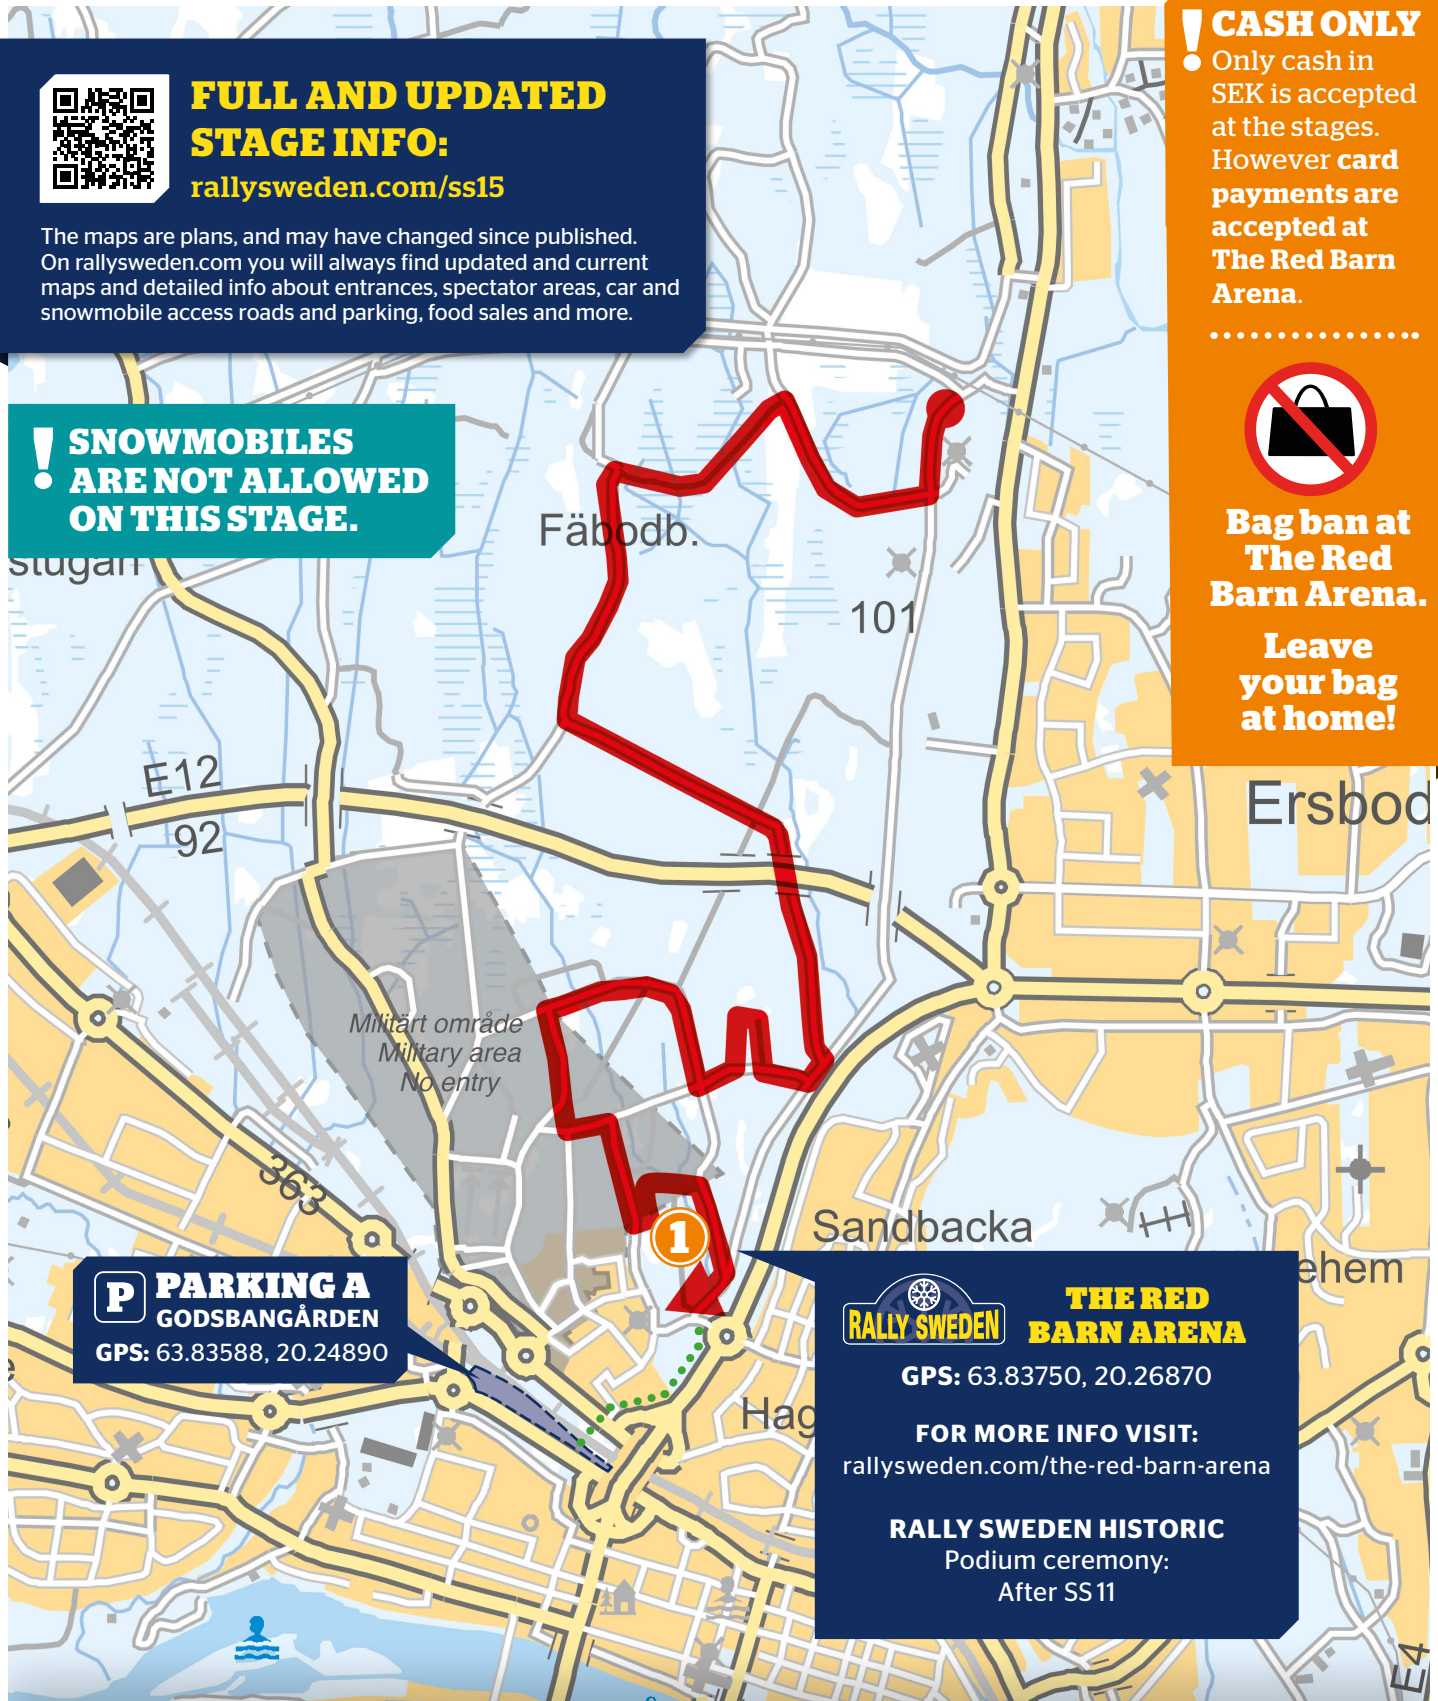 FULL AND UPDATED
STAGE INFO:
rallysweden.com/ss15
The maps are plans, and may have changed since published.
On rallysweden.com you will always find updated and current
maps and detailed info about entrances, spectator areas, car and
snowmobile access roads and parking, food sales and more.
! CASH ONLY
Only cash in
SEK is accepted
at the stages.
However card
payments are
accepted at
The Red Barn
Arena.
Bag ban at
The Red
Barn Arena.
Leave
your bag
at home!
! SNOWMOBILES
ARE NOT ALLOWED
ON THIS STAGE.
stugan
Fäbodb.
101
E12
92
Ersbod
Militärt område
Military area
No entry
363
1
Sandbacka
ehem
P PARKING A
GODSBANGÅRDEN
GPS: 63.83588, 20.24890
Hag
RALLY SWEDEN
THE RED
BARN ARENA
GPS: 63.83750, 20.26870
FOR MORE INFO VISIT:
rallysweden.com/the-red-barn-arena
RALLY SWEDEN HISTORIC
Podium ceremony:
After SS 11
E4